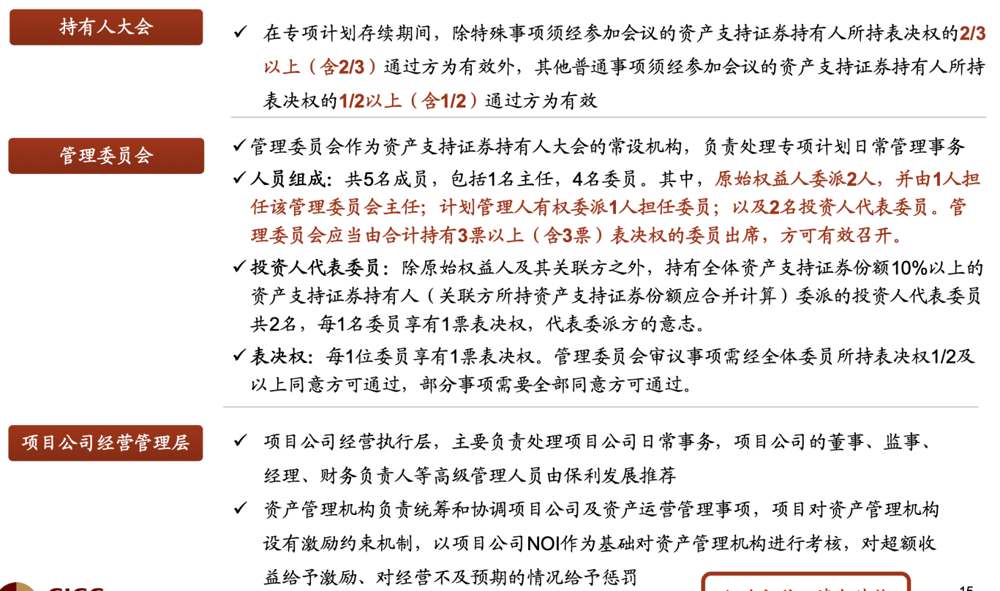 持有人大会
✓ 在专项计划存续期间，除特殊事项须经参加会议的资产支持证券持有人所持表决权的2/3
以上（含2/3）通过方为有效外，其他普通事项须经参加会议的资产支持证券持有人所持
表决权的1/2以上（含1/2）通过方为有效
管理委员会
✓ 管理委员会作为资产支持证券持有人大会的常设机构，负责处理专项计划日常管理事务
✓ 人员组成：共5名成员，包括1名主任，4名委员。其中，原始权益人委派2人，并由1人担
任该管理委员会主任；计划管理人有权委派1人担任委员；以及2名投资人代表委员。管
理委员会应当由合计持有3票以上（含3票）表决权的委员出席，方可有效召开。
✓ 投资人代表委员：除原始权益人及其关联方之外，持有全体资产支持证券份额10%以上的
资产支持证券持有人（关联方所持资产支持证券份额应合并计算）委派的投资人代表委员
共2名，每1名委员享有1票表决权，代表委派方的意志。
✓ 表决权：每1位委员享有1票表决权。管理委员会审议事项需经全体委员所持表决权1/2及
以上同意方可通过，部分事项需要全部同意方可通过。
项目公司经营管理层
✓ 项目公司经营执行层，主要负责处理项目公司日常事务，项目公司的董事、监事、
经理、财务负责人等高级管理人员由保利发展推荐
✓ 资产管理机构负责统筹和协调项目公司及资产运营管理事项，项目对资产管理机构
设有激励约束机制，以项目公司NOI作为基础对资产管理机构进行考核，对超额收
益给予激励、对经营不及预期的情况给予惩罚
CICC
15